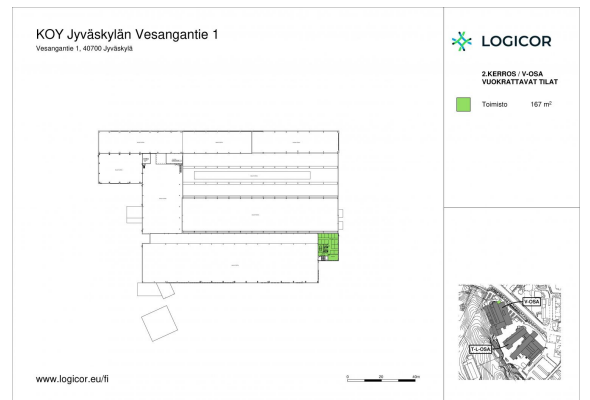 KOY Jyväskylän Vesangantie 1
Vesangantie 1, 40700 Jyväskylä
LOGICOR
2.KERROS / V-OSA
VUOKRATTAVAT TILAT
Toimisto 167 m²
V-OSA
T-L-OSA
www.logicor.eu/fi
0 20 40m